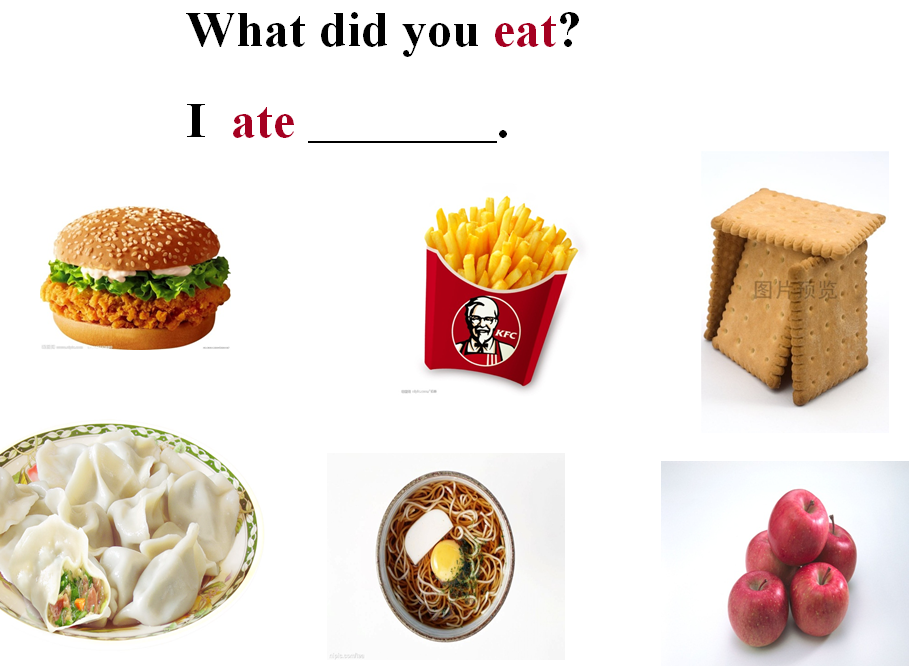 What did you eat?
I ate ________.
KFC
图片预览